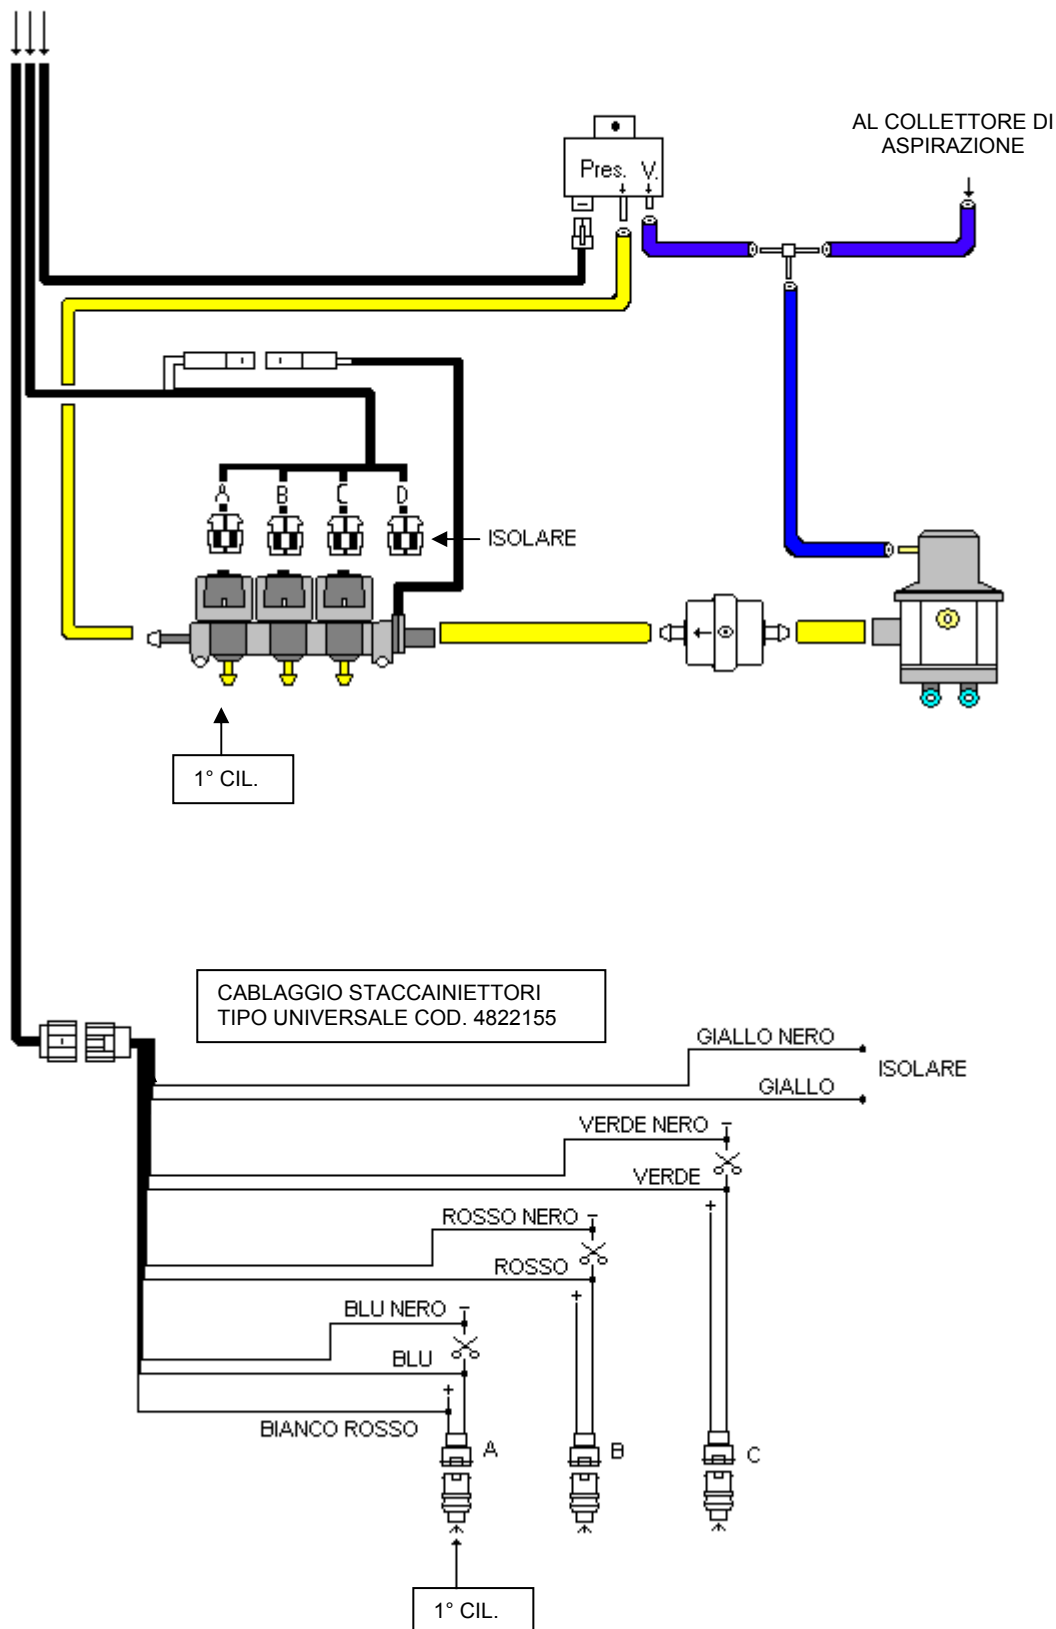 AL COLLETTORE DI
ASPIRAZIONE
Pres. V.
A B C D
ISOLARE
1° CIL.
CABLAGGIO STACCAINIETTORI
TIPO UNIVERSALE COD. 4822155
GIALLO NERO
ISOLARE
GIALLO
VERDE NERO -
VERDE
+
ROSSO NERO -
ROSSO
+
BLU NERO -
BLU
+
BIANCO ROSSO
A B C
1° CIL.